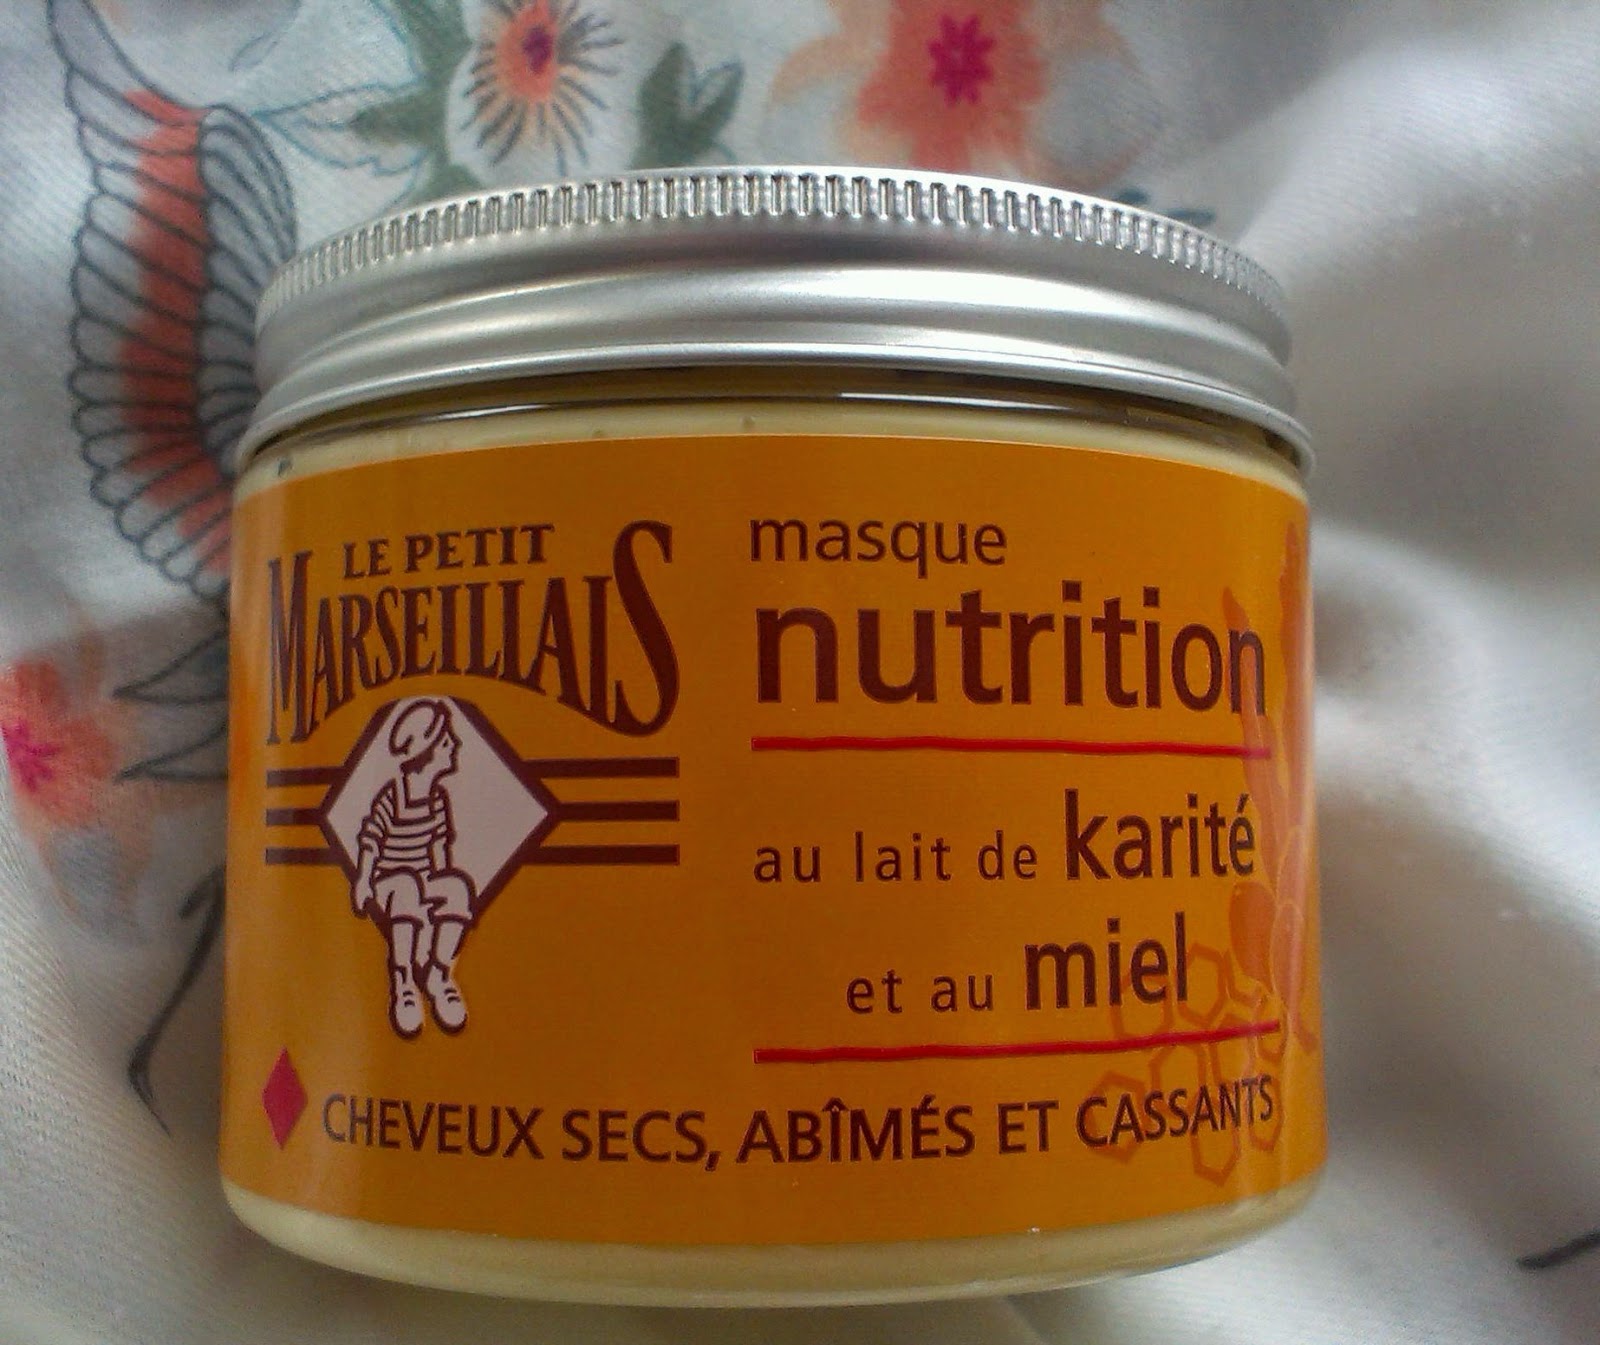 LE PETIT
MARSEILLAIS
masque
nutrition
au lait de karité
et au miel
CHEVEUX SECS, ABÎMÉS ET CASSANTS